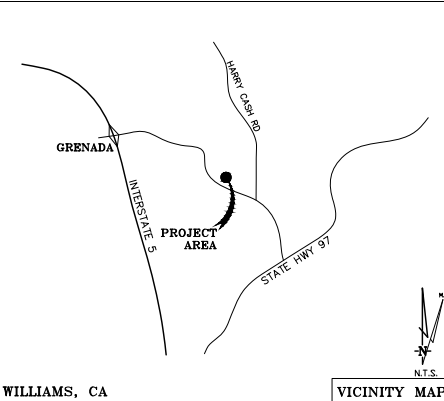 HARRY CASH RD
GRENADA
INTERSTATE 5
PROJECT
AREA
STATE HWY 97
N
N.T.S.
WILLIAMS, CA
VICINITY MAP